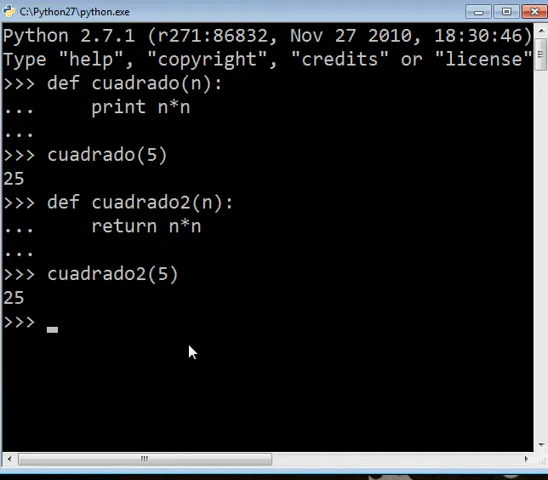 C:\Python27\python.exe
Python 2.7.1 (r271:86832, Nov 27 2010, 18:30:46)
Type "help", "copyright", "credits" or "license"
>>> def cuadrado(n):
...     print n*n
...
>>> cuadrado(5)
25
>>> def cuadrado2(n):
...     return n*n
...
>>> cuadrado2(5)
25
>>>